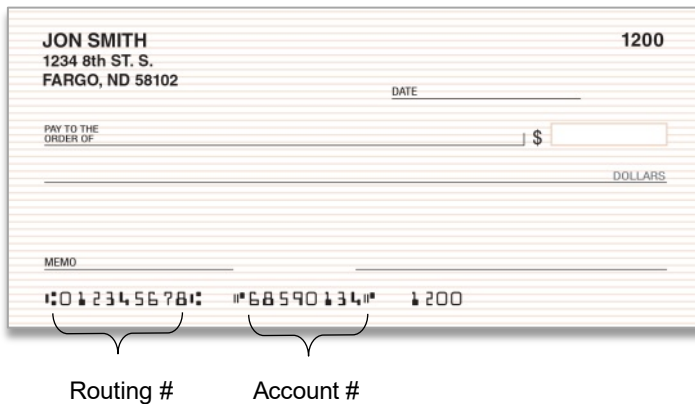 JON SMITH 1200
1234 8th ST. S.
FARGO, ND 58102
DATE
PAY TO THE
ORDER OF $
DOLLARS
MEMO
⑆012345678⑆ ⑈68590134⑈ 1200
Routing # Account #